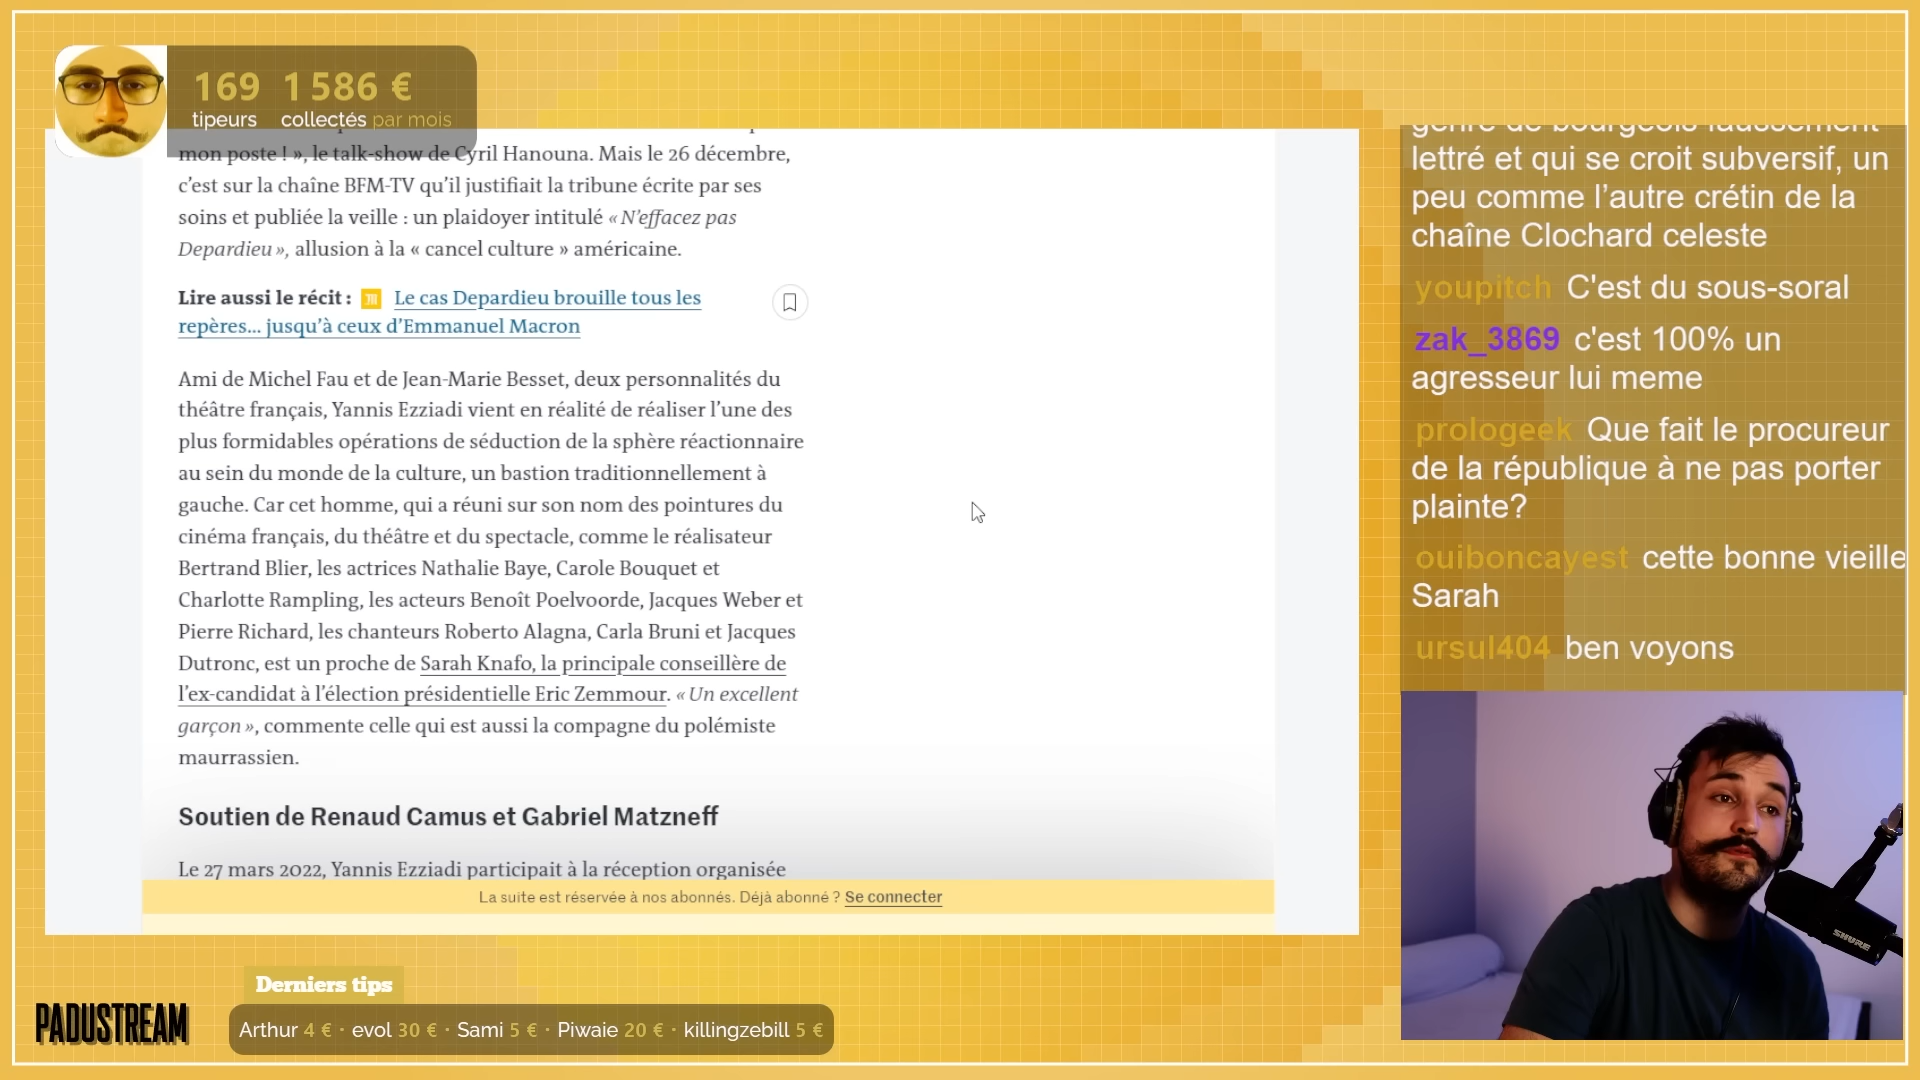 169 1 586 €
tipeurs collectés par mois
mon poste ! », le talk-show de Cyril Hanouna. Mais le 26 décembre,
c’est sur la chaîne BFM-TV qu’il justifiait la tribune écrite par ses
soins et publiée la veille : un plaidoyer intitulé « N’effacez pas
Depardieu », allusion à la « cancel culture » américaine.
Lire aussi le récit : Le cas Depardieu brouille tous les
repères… jusqu’à ceux d’Emmanuel Macron
Ami de Michel Fau et de Jean-Marie Besset, deux personnalités du
théâtre français, Yannis Ezziadi vient en réalité de réaliser l’une des
plus formidables opérations de séduction de la sphère réactionnaire
au sein du monde de la culture, un bastion traditionnellement à
gauche. Car cet homme, qui a réuni sur son nom des pointures du
cinéma français, du théâtre et du spectacle, comme le réalisateur
Bertrand Blier, les actrices Nathalie Baye, Carole Bouquet et
Charlotte Rampling, les acteurs Benoît Poelvoorde, Jacques Weber et
Pierre Richard, les chanteurs Roberto Alagna, Carla Bruni et Jacques
Dutronc, est un proche de Sarah Knafo, la principale conseillère de
l’ex-candidat à l’élection présidentielle Eric Zemmour. « Un excellent
garçon », commente celle qui est aussi la compagne du polémiste
maurrassien.
Soutien de Renaud Camus et Gabriel Matzneff
Le 27 mars 2022, Yannis Ezziadi participait à la réception organisée
La suite est réservée à nos abonnés. Déjà abonné ? Se connecter
genre de bourgeois faussement
lettré et qui se croit subversif, un
peu comme l’autre crétin de la
chaîne Clochard celeste
youpitch C'est du sous-soral
zak_3869 c'est 100% un
agresseur lui meme
prologeek Que fait le procureur
de la république à ne pas porter
plainte?
ouiboncayest cette bonne vieille
Sarah
ursul404 ben voyons
SHURE
Derniers tips
PADUSTREAM
Arthur 4 € · evol 30 € · Sami 5 € · Piwaie 20 € · killingzebill 5 €